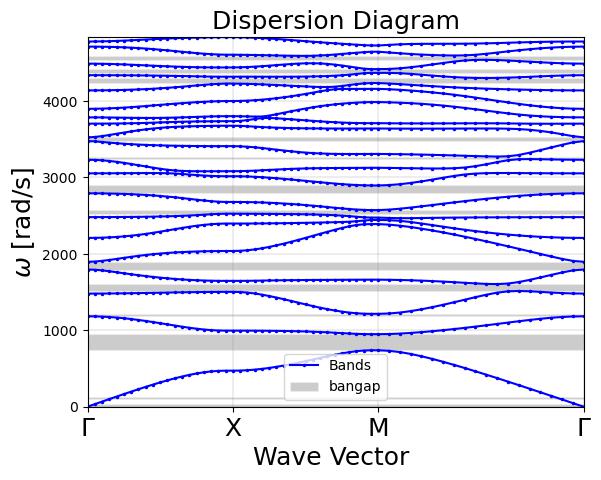 Dispersion Diagram
ω [rad/s]
4000
3000
2000
1000
0
Bands
bangap
Γ X M Γ
Wave Vector